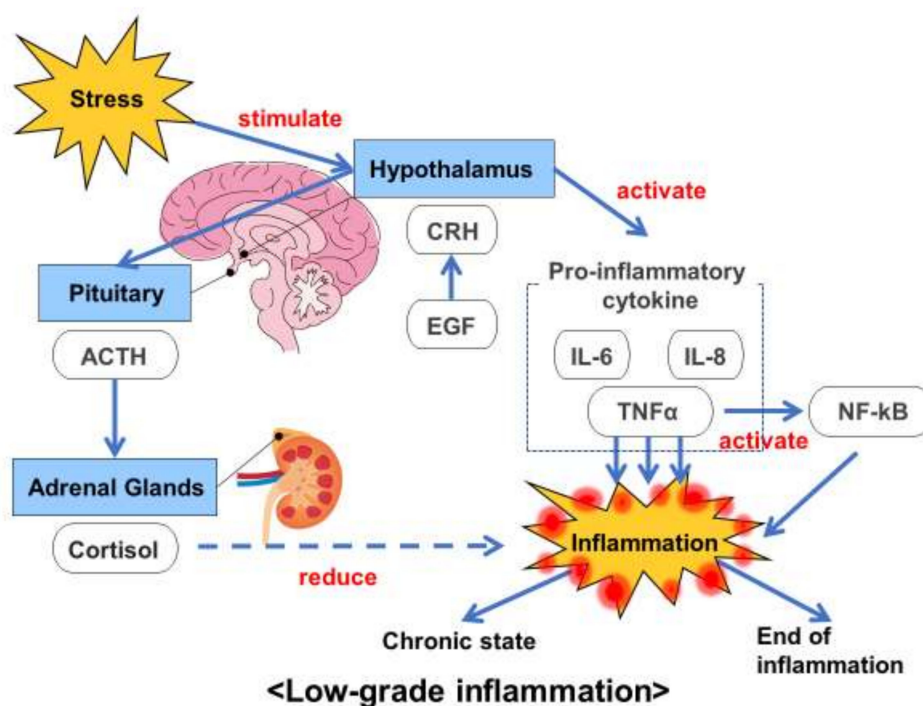 Stress
stimulate
Hypothalamus
activate
CRH
Pro-inflammatory
cytokine
Pituitary
EGF
ACTH
IL-6
IL-8
TNFα
NF-kB
activate
Adrenal Glands
Cortisol
Inflammation
reduce
Chronic state
End of
inflammation
<Low-grade inflammation>